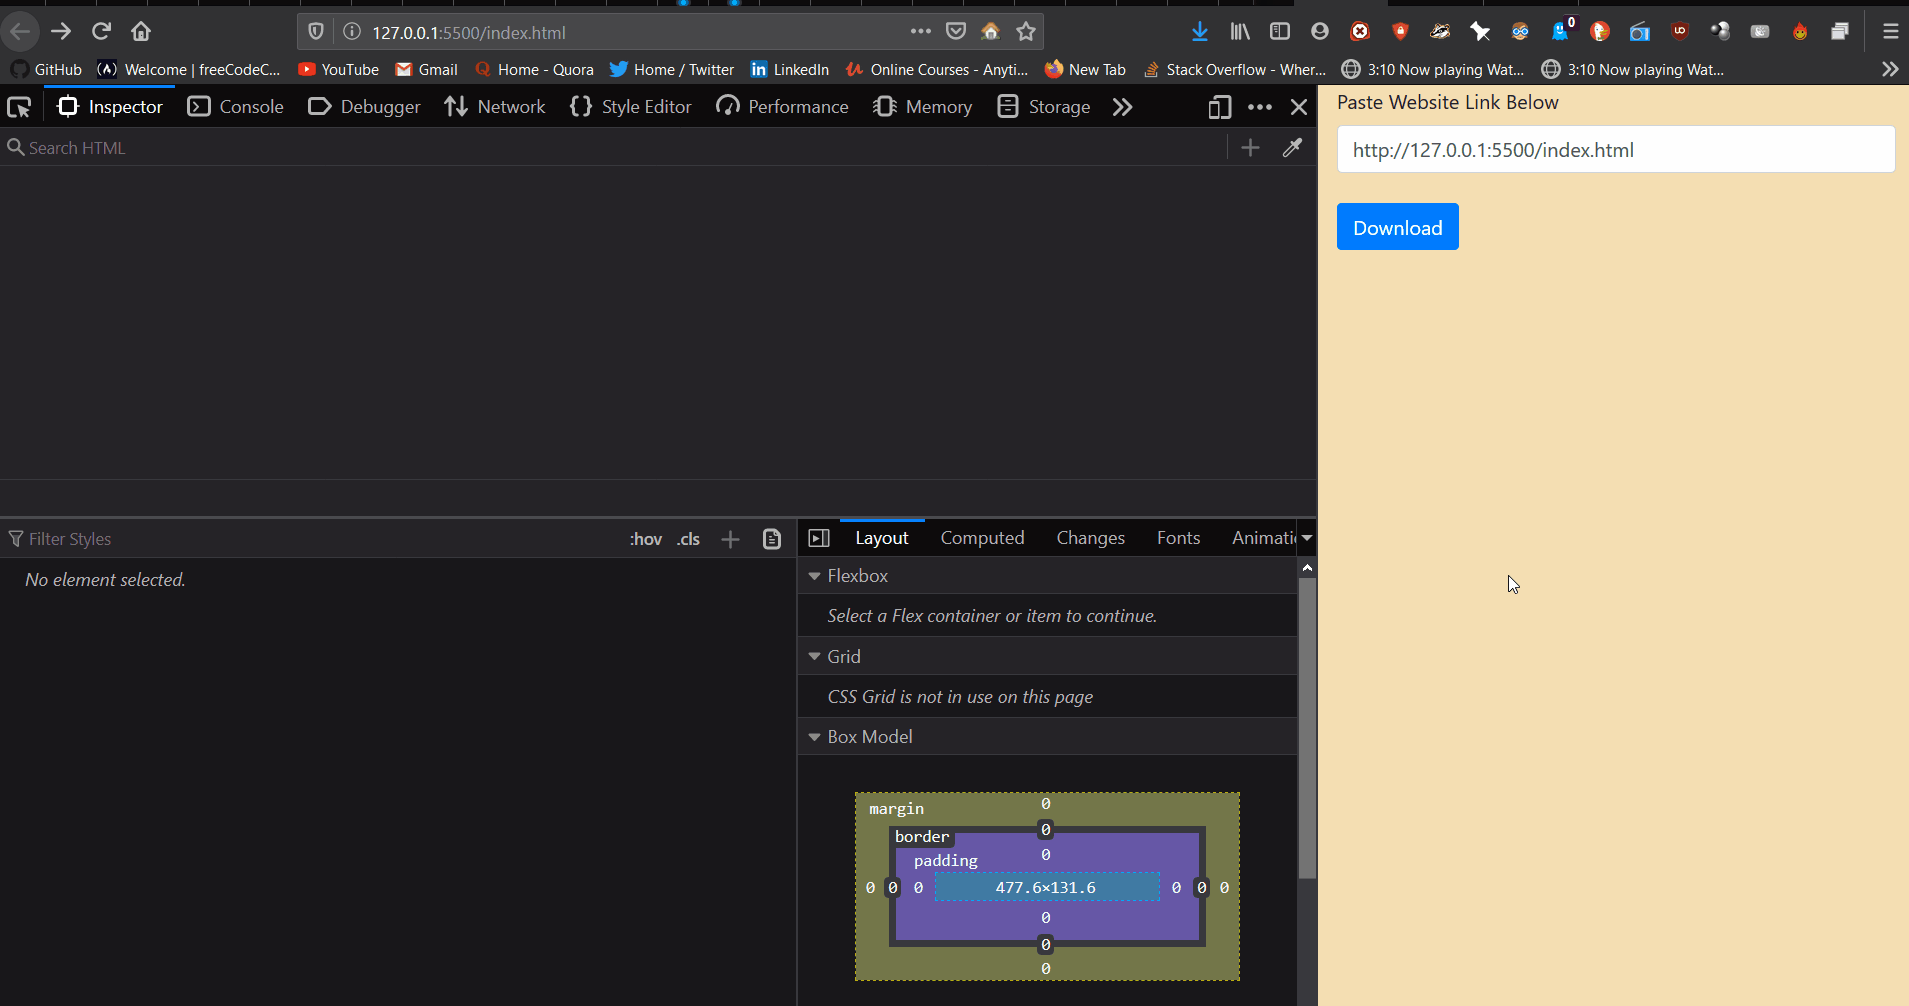 127.0.0.1:5500/index.html
0
GitHub
Welcome | freeCodeC...
YouTube
Gmail
Home - Quora
Home / Twitter
LinkedIn
Online Courses - Anyti...
New Tab
Stack Overflow - Wher...
3:10 Now playing Wat...
3:10 Now playing Wat...
Inspector
Console
Debugger
Network
Style Editor
Performance
Memory
Storage
Search HTML
Paste Website Link Below
http://127.0.0.1:5500/index.html
Download
Filter Styles
:hov
.cls
No element selected.
Layout
Computed
Changes
Fonts
Animati
Flexbox
Select a Flex container or item to continue.
Grid
CSS Grid is not in use on this page
Box Model
margin
0
border
0
padding
0
0 0 0 477.6×131.6 0 0 0
0
0
0